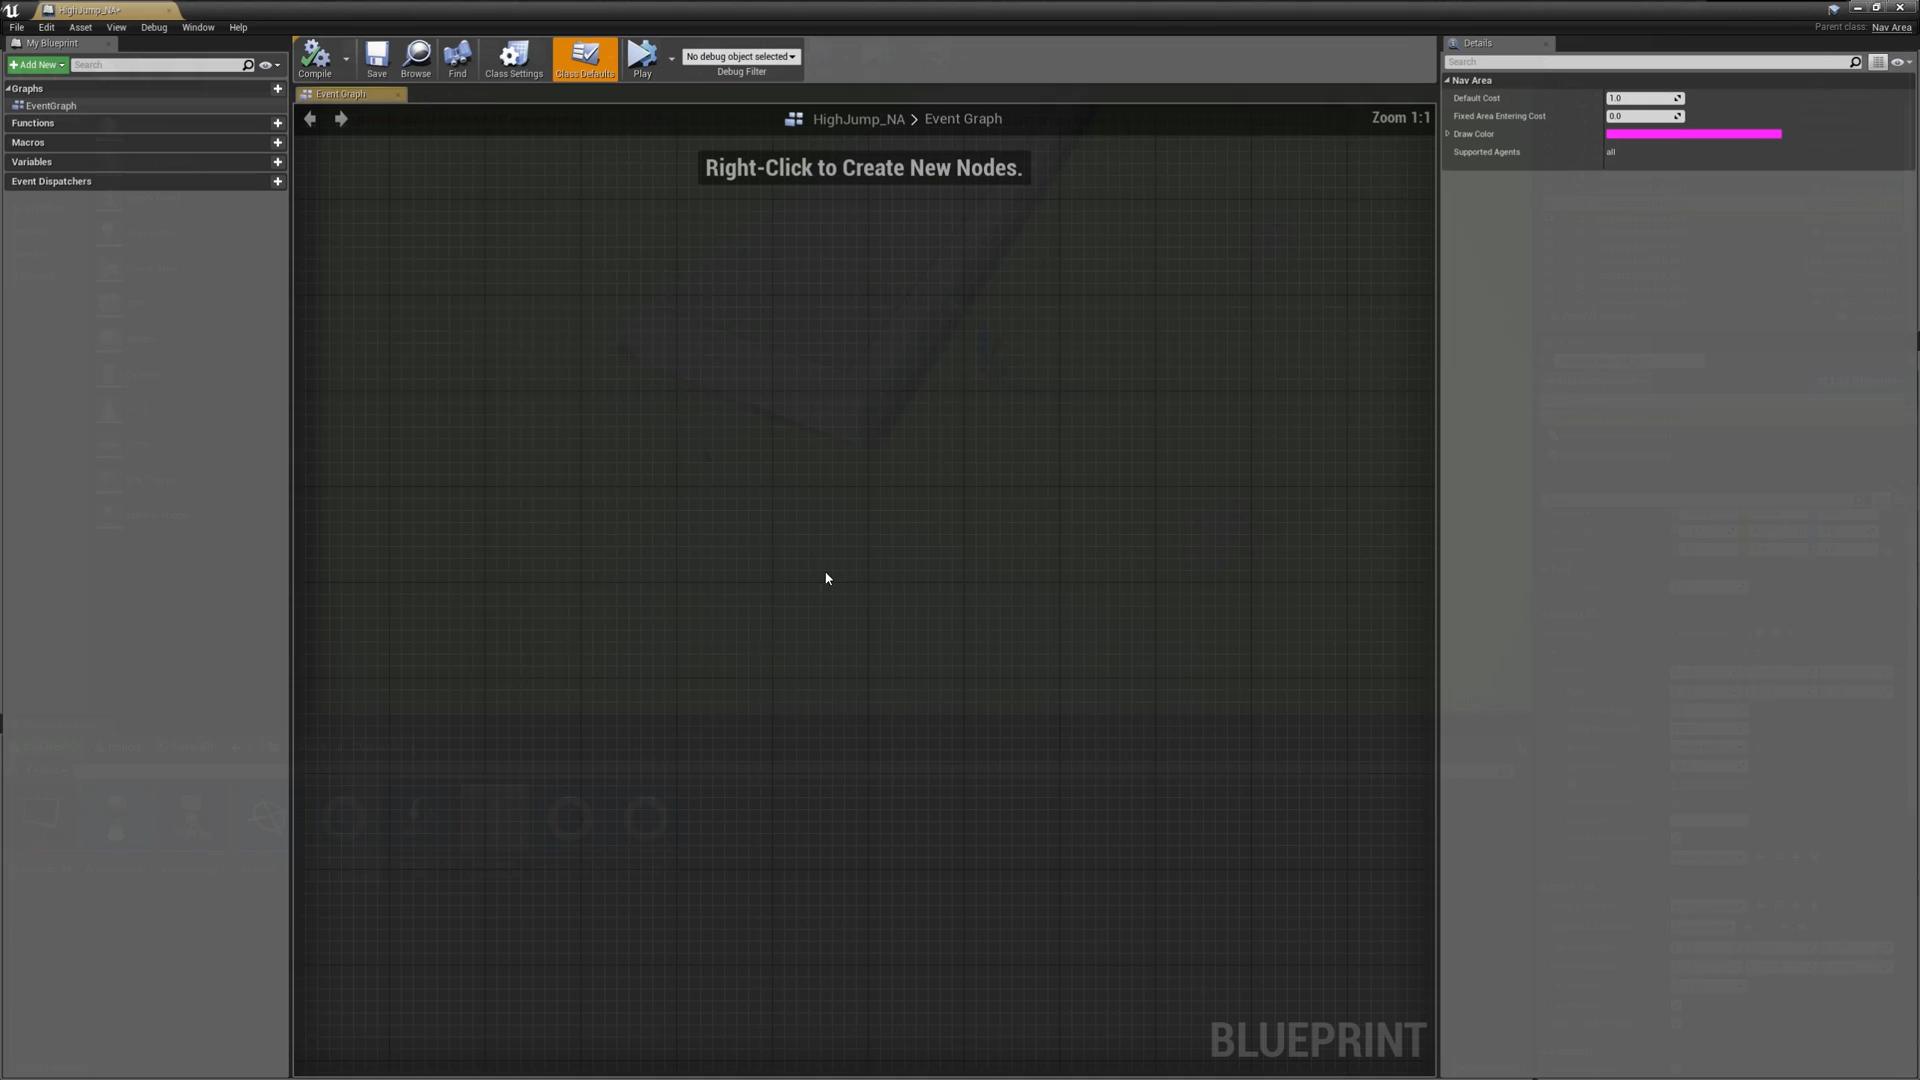 HighJump_NA*
File Edit Asset View Debug Window Help
Parent class: Nav Area
My Blueprint
Add New Search
Graphs
EventGraph
Functions
Macros
Variables
Event Dispatchers
Compile Save Browse Find Class Settings Class Defaults Play
No debug object selected
Debug Filter
Event Graph
HighJump_NA > Event Graph
Zoom 1:1
Right-Click to Create New Nodes.
BLUEPRINT
Details
Search
Nav Area
Default Cost 1.0
Fixed Area Entering Cost 0.0
Draw Color
Supported Agents all